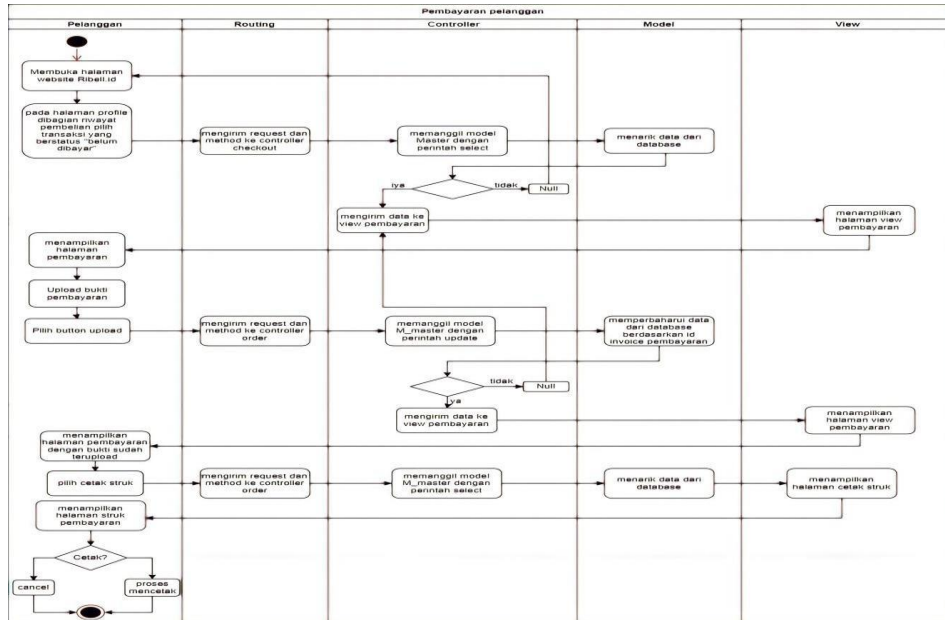 Pembayaran pelanggan
Pelanggan
Routing
Controller
Model
View
Membuka halaman
website Ribell.id
pada halaman profile
dibagian riwayat
pembelian pilih
transaksi yang
berstatus "belum
dibayar"
mengirim request dan
method ke controller
checkout
memanggil model
Master dengan
perintah select
menarik data dari
database
iya
tidak
Null
mengirim data ke
view pembayaran
menampilkan
halaman view
pembayaran
menampilkan
halaman
pembayaran
Upload bukti
pembayaran
Pilih button upload
mengirim request dan
method ke controller
order
memanggil model
M_master dengan
perintah update
memperbaharui data
dari database
berdasarkan id
invoice pembayaran
tidak
Null
ya
mengirim data ke
view pembayaran
menampilkan
halaman view
pembayaran
menampilkan
halaman pembayaran
dengan bukti sudah
terupload
pilih cetak struk
mengirim request dan
method ke controller
order
memanggil model
M_master dengan
perintah select
menarik data dari
database
menampilkan
halaman cetak struk
menampilkan
halaman struk
pembayaran
Cetak?
cancel
proses
mencetak